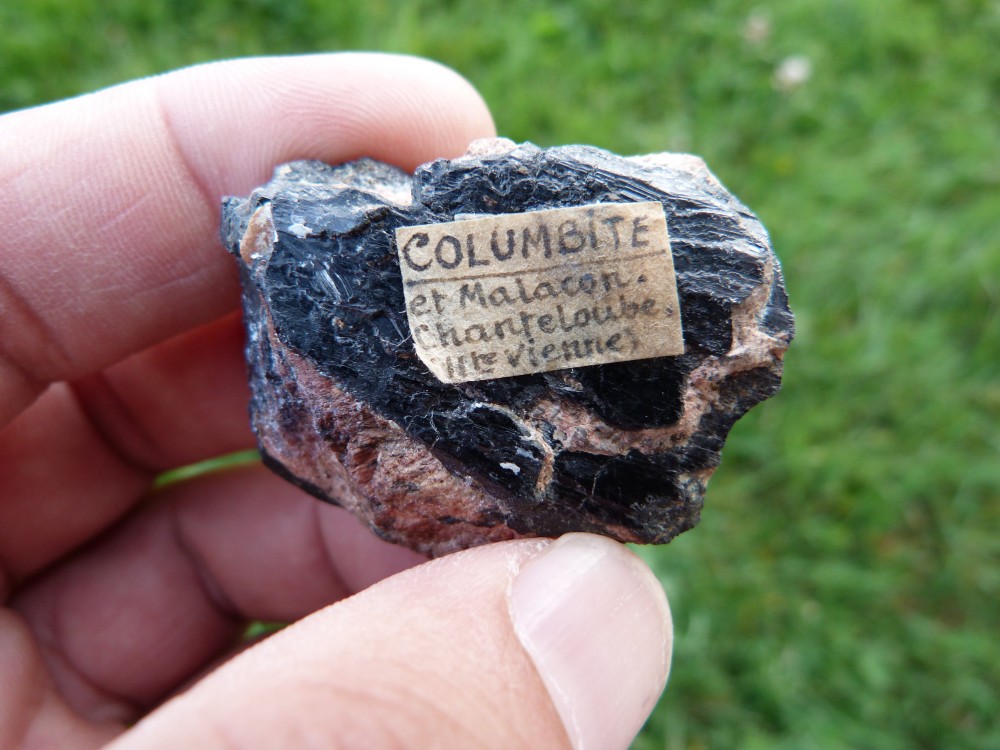 COLUMBITE
et Malacon.
Chanteloube.
(Hte Vienne)